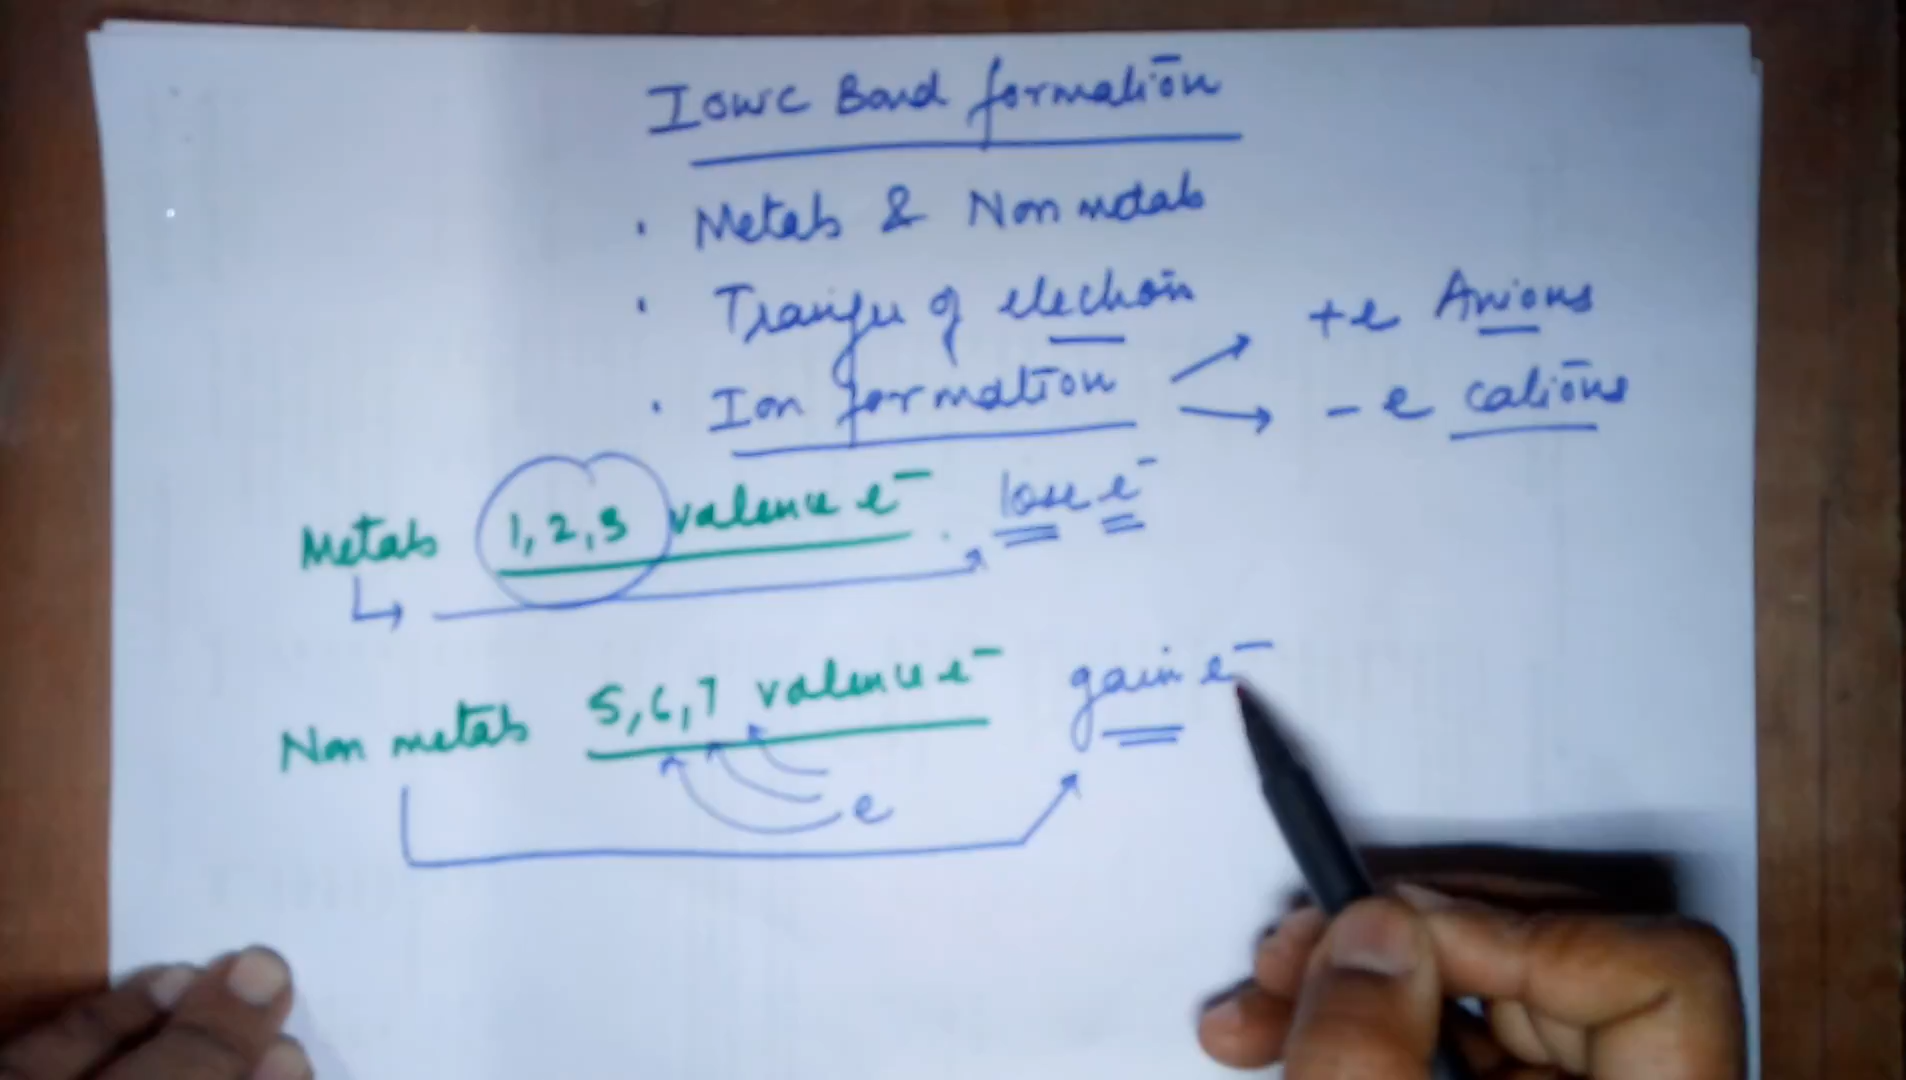 Ionic Bond formation
. Metals & Non metals
. Transfer of electron
+e Anions
. Ion formation
- e cations
Metals 1,2,3 valence e⁻ . lose e⁻
Non metals 5,6,7 valence e⁻ gain e⁻
e